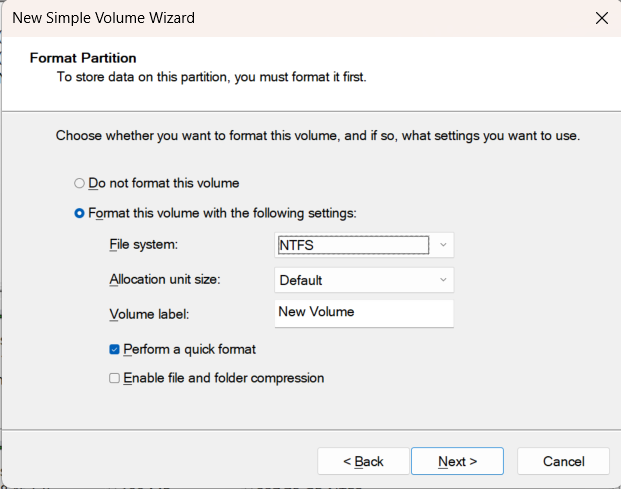 New Simple Volume Wizard
Format Partition
To store data on this partition, you must format it first.
Choose whether you want to format this volume, and if so, what settings you want to use.
Do not format this volume
Format this volume with the following settings:
File system: NTFS
Allocation unit size: Default
Volume label: New Volume
Perform a quick format
Enable file and folder compression
< Back Next > Cancel